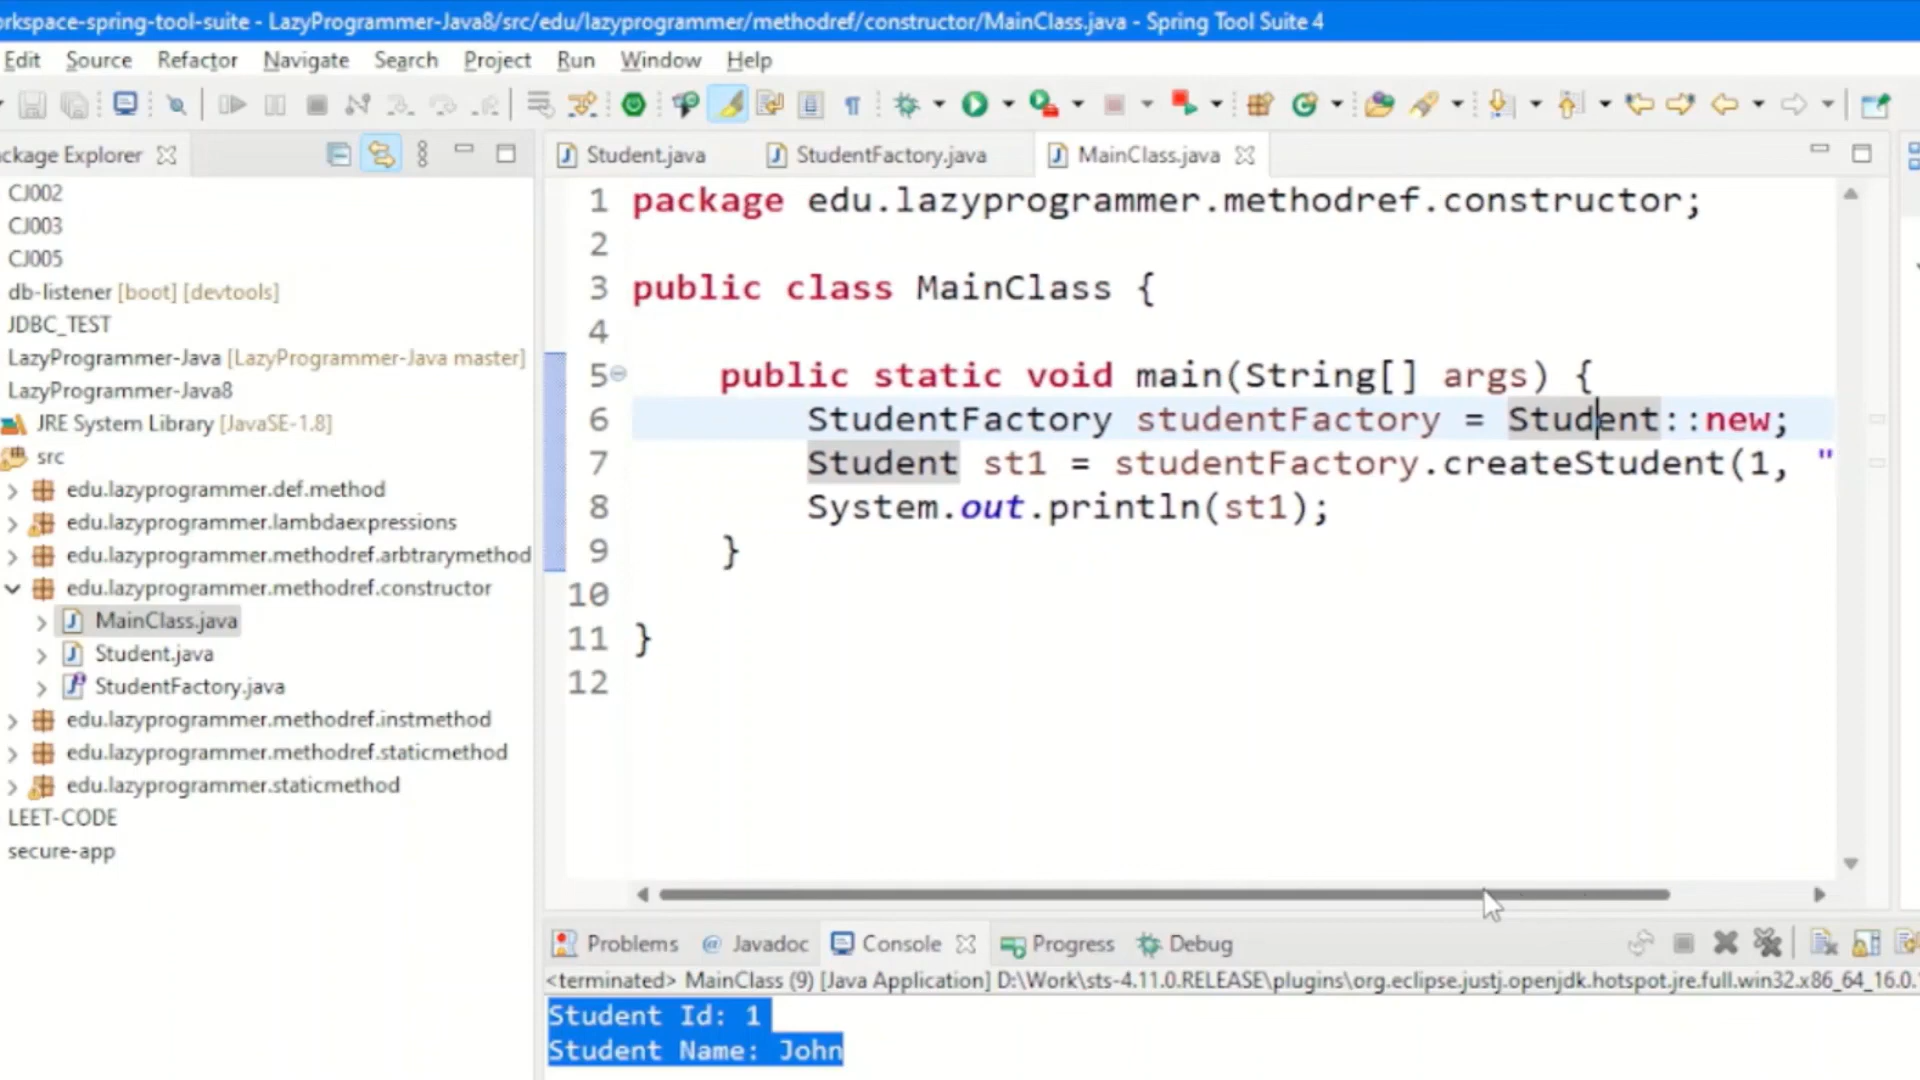 orkspace-spring-tool-suite - LazyProgrammer-Java8/src/edu/lazyprogrammer/methodref/constructor/MainClass.java - Spring Tool Suite 4
Edit Source Refactor Navigate Search Project Run Window Help
ckage Explorer
CJ002
CJ003
CJ005
db-listener [boot] [devtools]
JDBC_TEST
LazyProgrammer-Java [LazyProgrammer-Java master]
LazyProgrammer-Java8
JRE System Library [JavaSE-1.8]
src
edu.lazyprogrammer.def.method
edu.lazyprogrammer.lambdaexpressions
edu.lazyprogrammer.methodref.arbtrarymethod
edu.lazyprogrammer.methodref.constructor
MainClass.java
Student.java
StudentFactory.java
edu.lazyprogrammer.methodref.instmethod
edu.lazyprogrammer.methodref.staticmethod
edu.lazyprogrammer.staticmethod
LEET-CODE
secure-app
Student.java StudentFactory.java MainClass.java
1 package edu.lazyprogrammer.methodref.constructor;
2
3 public class MainClass {
4
5 public static void main(String[] args) {
6 StudentFactory studentFactory = Student::new;
7 Student st1 = studentFactory.createStudent(1, "
8 System.out.println(st1);
9 }
10
11 }
12
Problems Javadoc Console Progress Debug
<terminated> MainClass (9) [Java Application] D:\Work\sts-4.11.0.RELEASE\plugins\org.eclipse.justj.openjdk.hotspot.jre.full.win32.x86_64_16.0.
Student Id: 1
Student Name: John